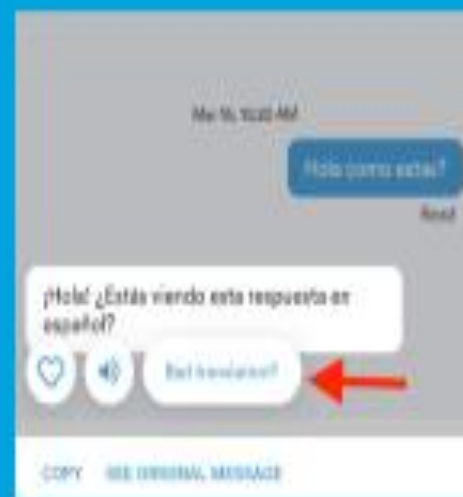 Hola como estas?
Read
¡Hola! ¿Estás viendo esta respuesta en
español?
Bad translation?
COPY SEE ORIGINAL MESSAGE